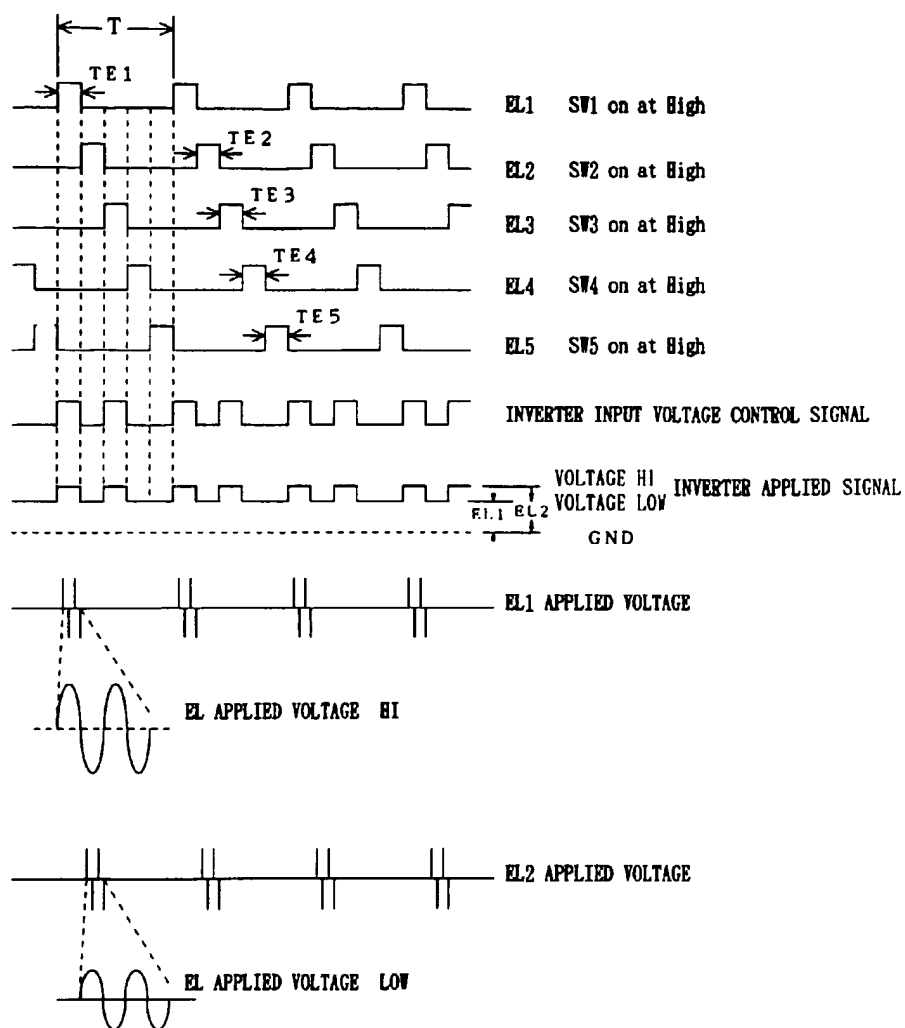 T
TE1
EL1 SW1 on at High
TE2
EL2 SW2 on at High
TE3
EL3 SW3 on at High
TE4
EL4 SW4 on at High
TE5
EL5 SW5 on at High
INVERTER INPUT VOLTAGE CONTROL SIGNAL
VOLTAGE HI
VOLTAGE LOW
INVERTER APPLIED SIGNAL
EL1 EL2
GND
EL1 APPLIED VOLTAGE
EL APPLIED VOLTAGE HI
EL2 APPLIED VOLTAGE
EL APPLIED VOLTAGE LOW